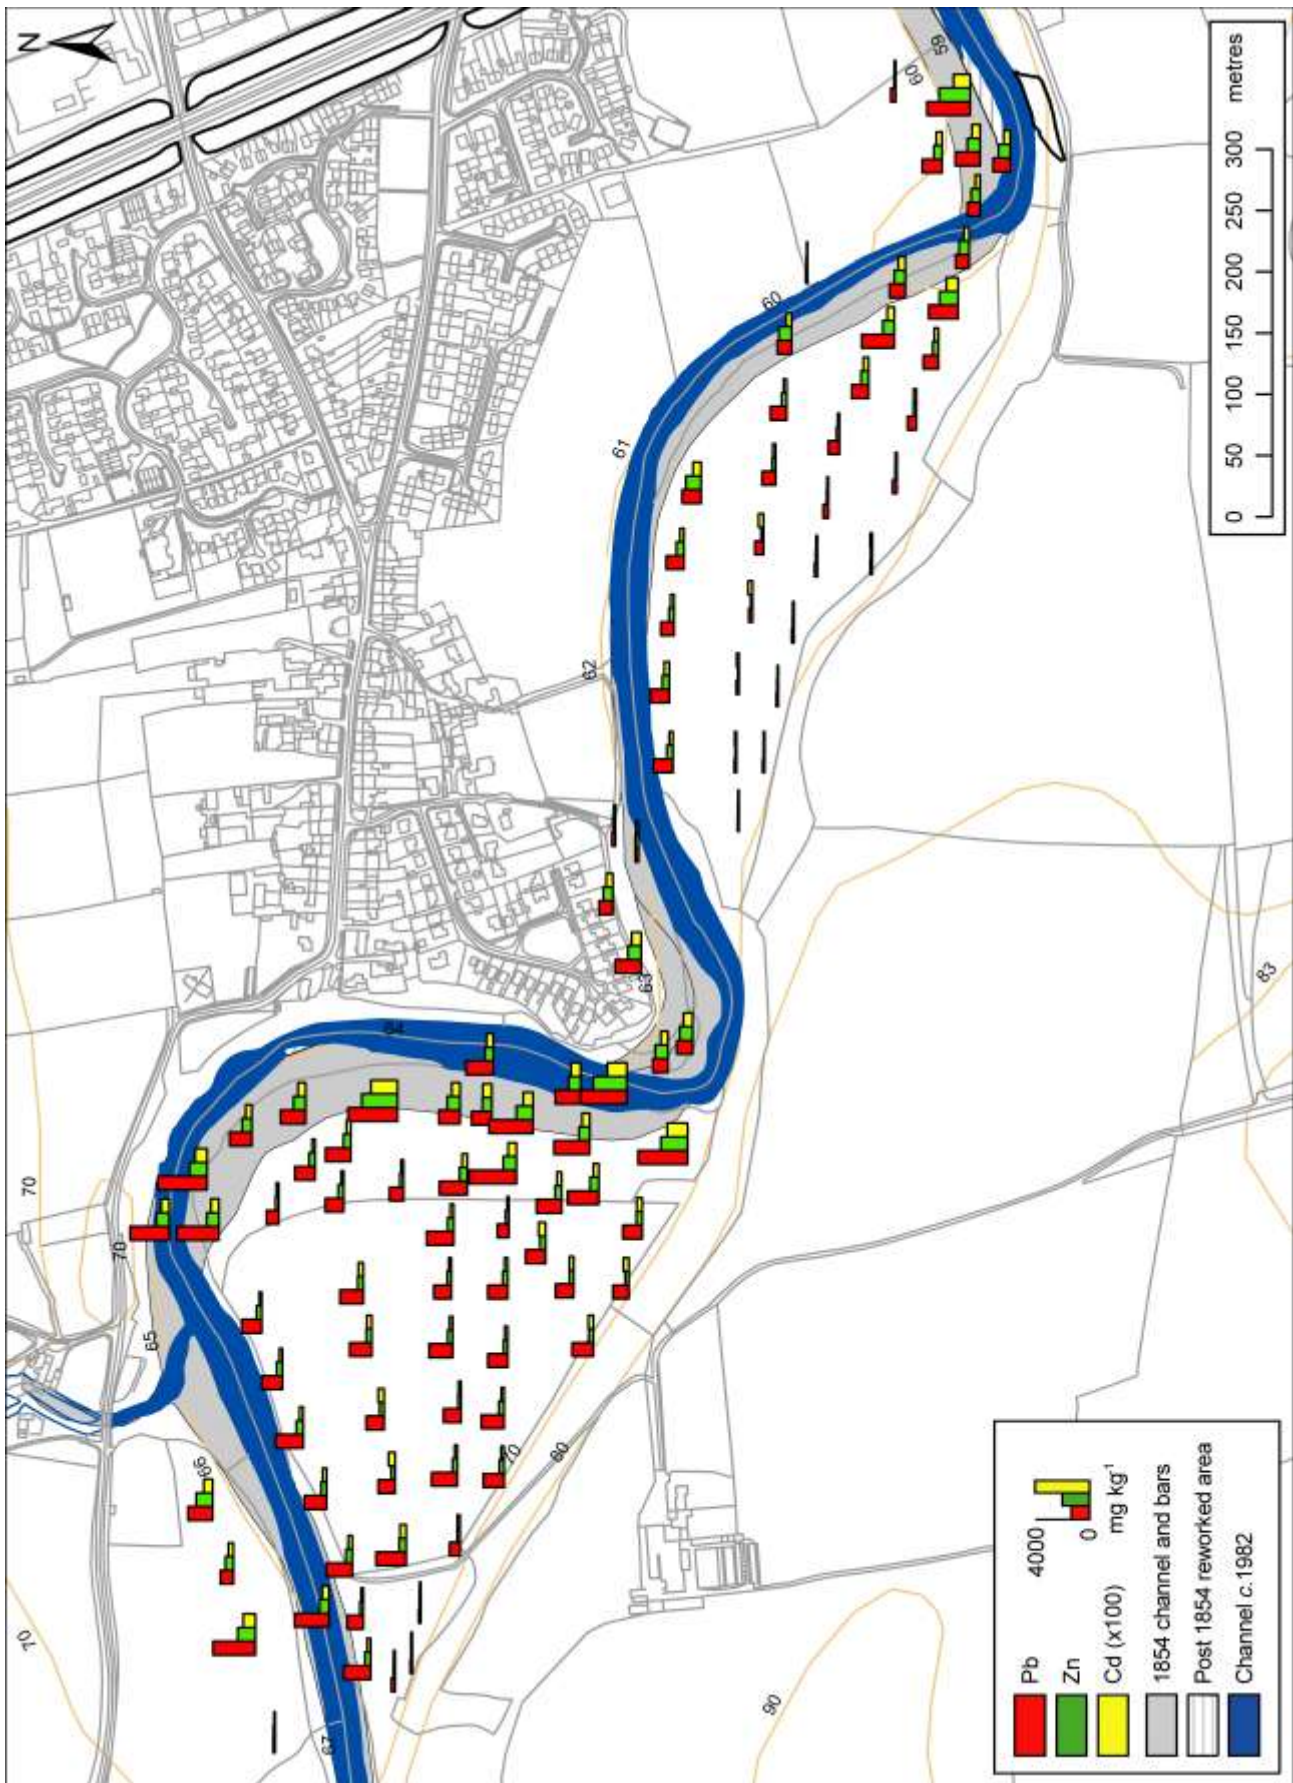 N
59
60
60
61
62
63
64
65
66
67
70
70
70
70
80
83
90
metres
0 50 100 150 200 250 300
Pb
Zn
Cd (x100)
4000
0
mg kg⁻¹
1854 channel and bars
Post 1854 reworked area
Channel c.1982